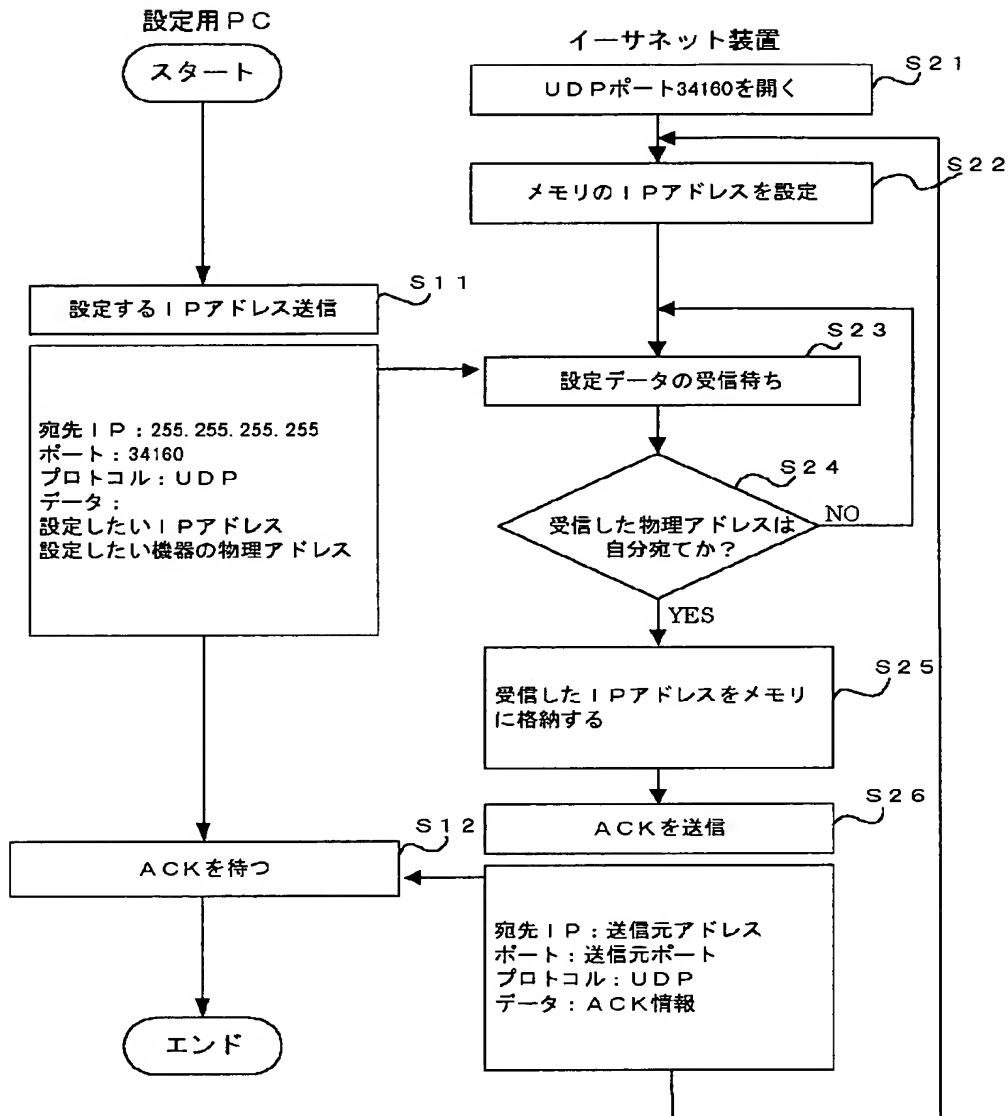 設定用ＰＣ
スタート
イーサネット装置
Ｓ２１
ＵＤＰポート34160を開く
Ｓ２２
メモリのＩＰアドレスを設定
Ｓ１１
設定するＩＰアドレス送信
Ｓ２３
設定データの受信待ち
宛先ＩＰ：255.255.255.255
ポート：34160
プロトコル：ＵＤＰ
データ：
設定したいＩＰアドレス
設定したい機器の物理アドレス
Ｓ２４
受信した物理アドレスは
自分宛てか？
NO
YES
Ｓ２５
受信したＩＰアドレスをメモリ
に格納する
Ｓ２６
ＡＣＫを送信
Ｓ１２
ＡＣＫを待つ
宛先ＩＰ：送信元アドレス
ポート：送信元ポート
プロトコル：ＵＤＰ
データ：ＡＣＫ情報
エンド